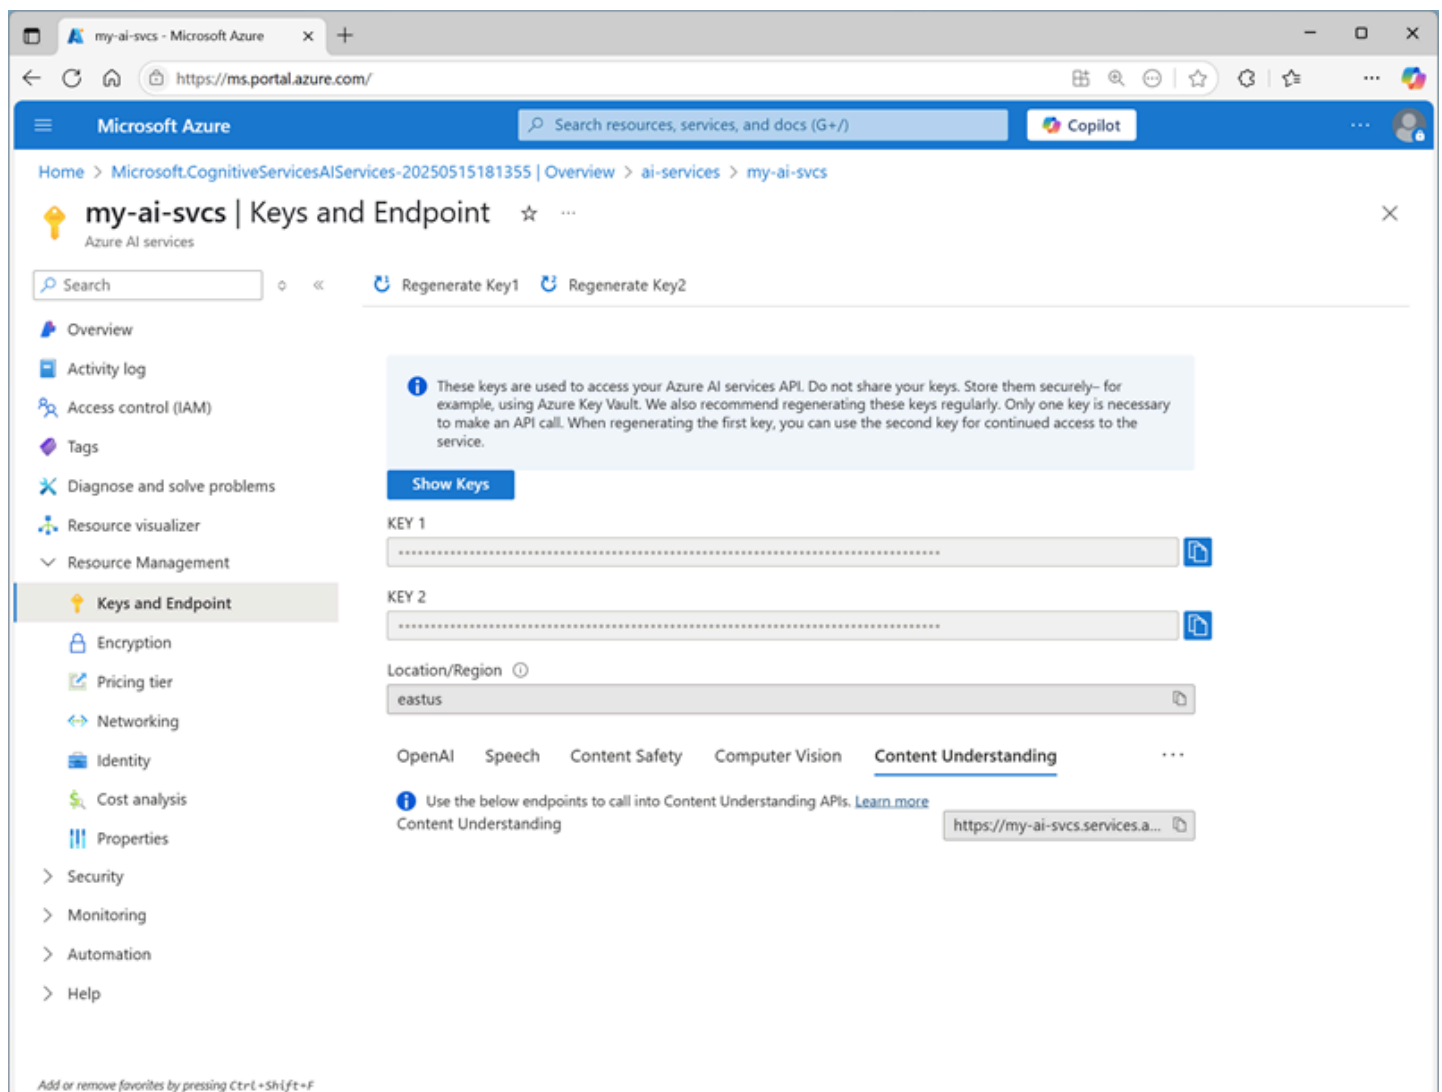 my-ai-svcs - Microsoft Azure
https://ms.portal.azure.com/
Microsoft Azure
Search resources, services, and docs (G+/)
Copilot
Home > Microsoft.CognitiveServicesAIServices-20250515181355 | Overview > ai-services > my-ai-svcs
my-ai-svcs | Keys and Endpoint
Azure AI services
Search
Regenerate Key1
Regenerate Key2
Overview
Activity log
Access control (IAM)
Tags
Diagnose and solve problems
Resource visualizer
Resource Management
Keys and Endpoint
Encryption
Pricing tier
Networking
Identity
Cost analysis
Properties
Security
Monitoring
Automation
Help
Add or remove favorites by pressing Ctrl+Shift+F
These keys are used to access your Azure AI services API. Do not share your keys. Store them securely– for
example, using Azure Key Vault. We also recommend regenerating these keys regularly. Only one key is necessary
to make an API call. When regenerating the first key, you can use the second key for continued access to the
service.
Show Keys
KEY 1
KEY 2
Location/Region
eastus
OpenAI
Speech
Content Safety
Computer Vision
Content Understanding
Use the below endpoints to call into Content Understanding APIs. Learn more
Content Understanding
https://my-ai-svcs.services.a...